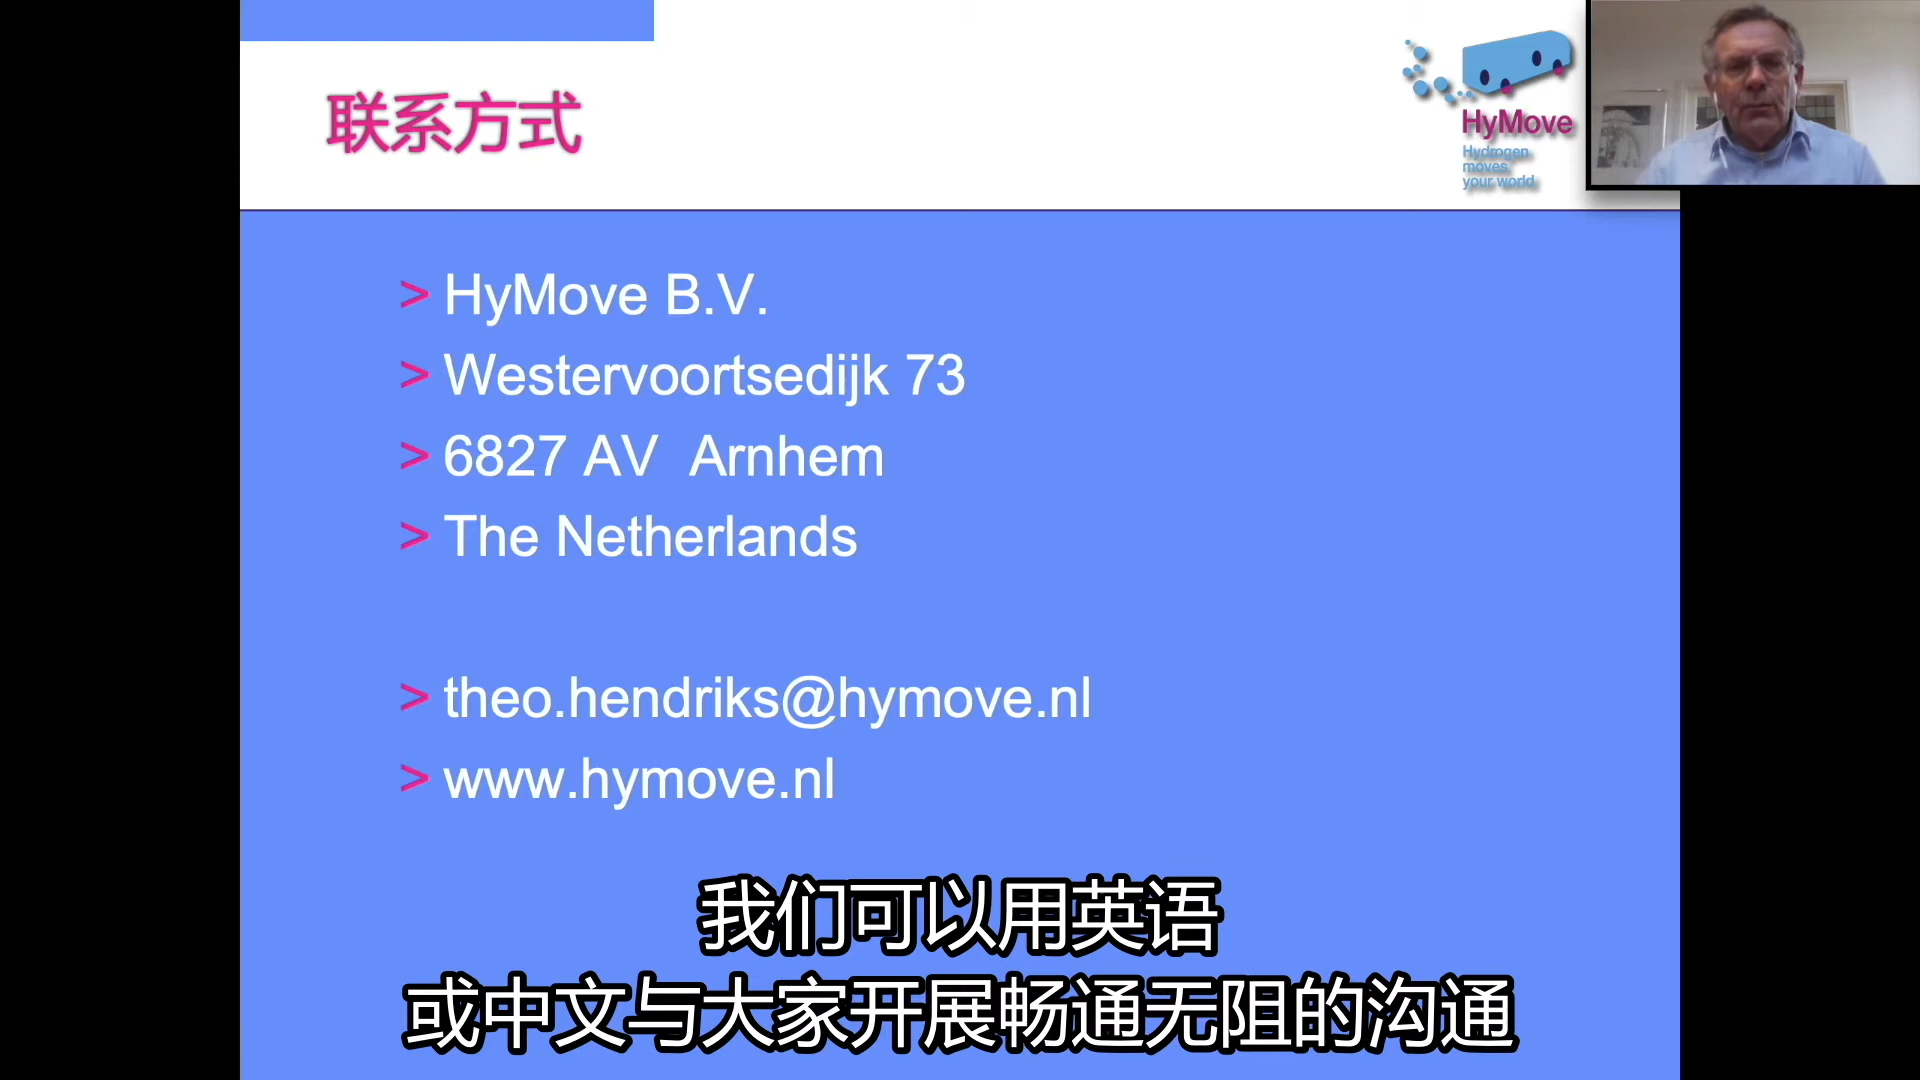 联系方式
HyMove
Hydrogen
moves
your world
> HyMove B.V.
> Westervoortsedijk 73
> 6827 AV  Arnhem
> The Netherlands
> theo.hendriks@hymove.nl
> www.hymove.nl
我们可以用英语
或中文与大家开展畅通无阻的沟通